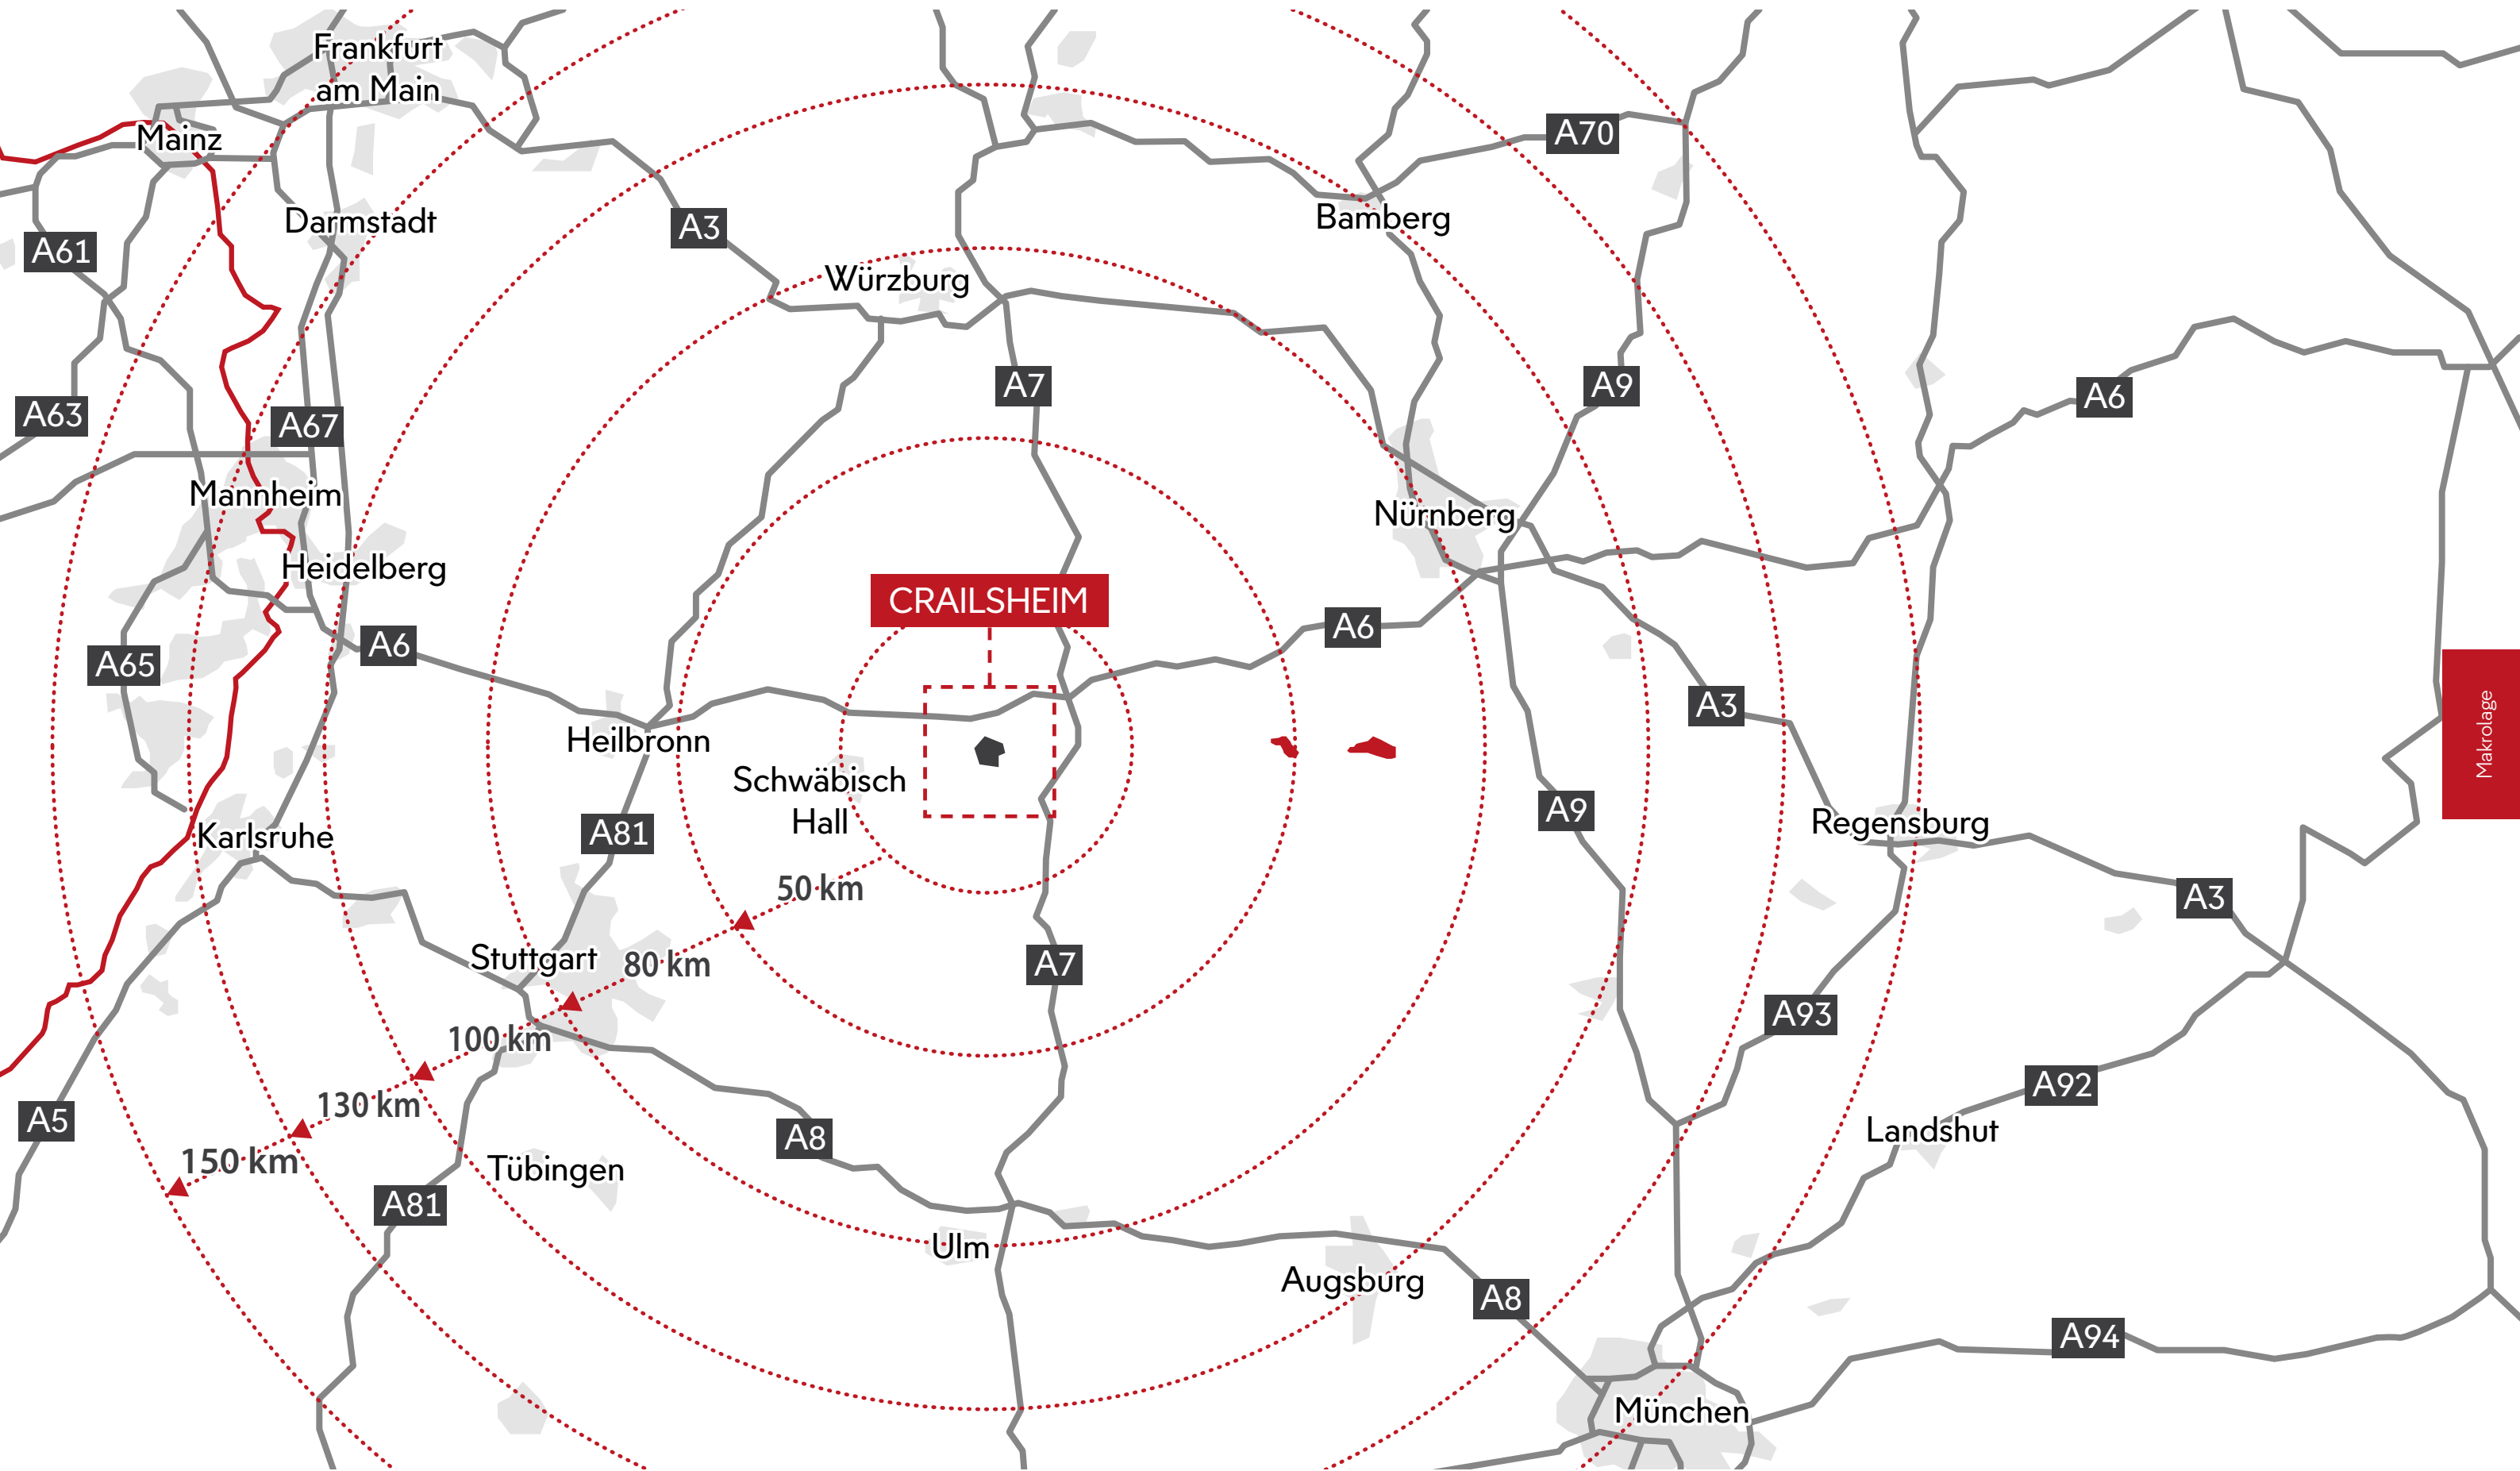 Frankfurt
am Main
Mainz
A70
Darmstadt
Bamberg
A3
A61
Würzburg
A7
A9
A6
A63
A67
Mannheim
Nürnberg
Heidelberg
CRAILSHEIM
A6
A6
A65
A3
Makrolage
Heilbronn
Schwäbisch
Hall
A9
Regensburg
A81
Karlsruhe
50 km
A3
Stuttgart
80 km
A7
A93
100 km
A92
130 km
A5
Landshut
A8
150 km
Tübingen
A81
Ulm
Augsburg
A8
A94
München